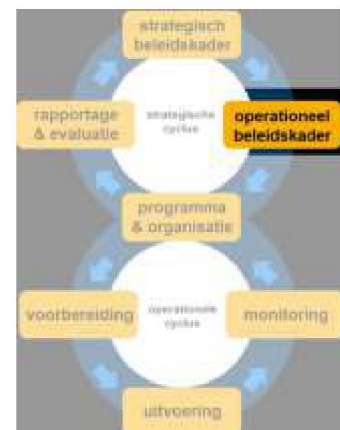 strategisch
beleidskader
rapportage
& evaluatie
strategische
cyclus
operationeel
beleidskader
programma
& organisatie
voorbereiding
operationele
cyclus
monitoring
uitvoering